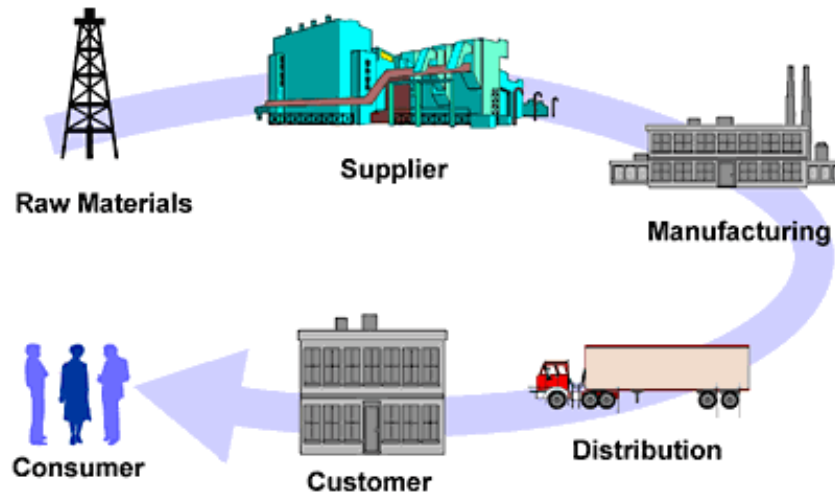 Raw Materials
Supplier
Manufacturing
Distribution
Customer
Consumer